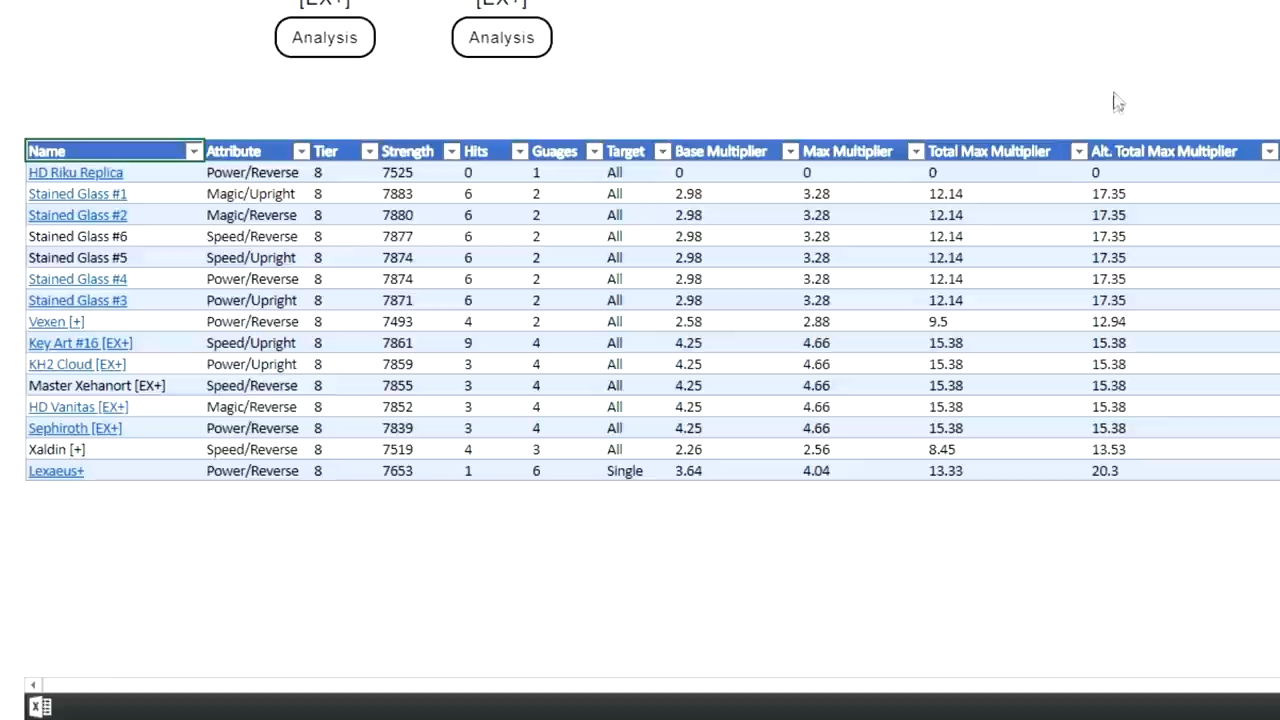 [EX+] [EX+]
Analysis Analysis
Name Attribute Tier Strength Hits Guages Target Base Multiplier Max Multiplier Total Max Multiplier Alt. Total Max Multiplier
HD Riku Replica Power/Reverse 8 7525 0 1 All 0 0 0 0
Stained Glass #1 Magic/Upright 8 7883 6 2 All 2.98 3.28 12.14 17.35
Stained Glass #2 Magic/Reverse 8 7880 6 2 All 2.98 3.28 12.14 17.35
Stained Glass #6 Speed/Reverse 8 7877 6 2 All 2.98 3.28 12.14 17.35
Stained Glass #5 Speed/Upright 8 7874 6 2 All 2.98 3.28 12.14 17.35
Stained Glass #4 Power/Reverse 8 7874 6 2 All 2.98 3.28 12.14 17.35
Stained Glass #3 Power/Upright 8 7871 6 2 All 2.98 3.28 12.14 17.35
Vexen [+] Power/Reverse 8 7493 4 2 All 2.58 2.88 9.5 12.94
Key Art #16 [EX+] Speed/Upright 8 7861 9 4 All 4.25 4.66 15.38 15.38
KH2 Cloud [EX+] Power/Upright 8 7859 3 4 All 4.25 4.66 15.38 15.38
Master Xehanort [EX+] Speed/Reverse 8 7855 3 4 All 4.25 4.66 15.38 15.38
HD Vanitas [EX+] Magic/Reverse 8 7852 3 4 All 4.25 4.66 15.38 15.38
Sephiroth [EX+] Power/Reverse 8 7839 3 4 All 4.25 4.66 15.38 15.38
Xaldin [+] Speed/Reverse 8 7519 4 3 All 2.26 2.56 8.45 13.53
Lexaeus+ Power/Reverse 8 7653 1 6 Single 3.64 4.04 13.33 20.3